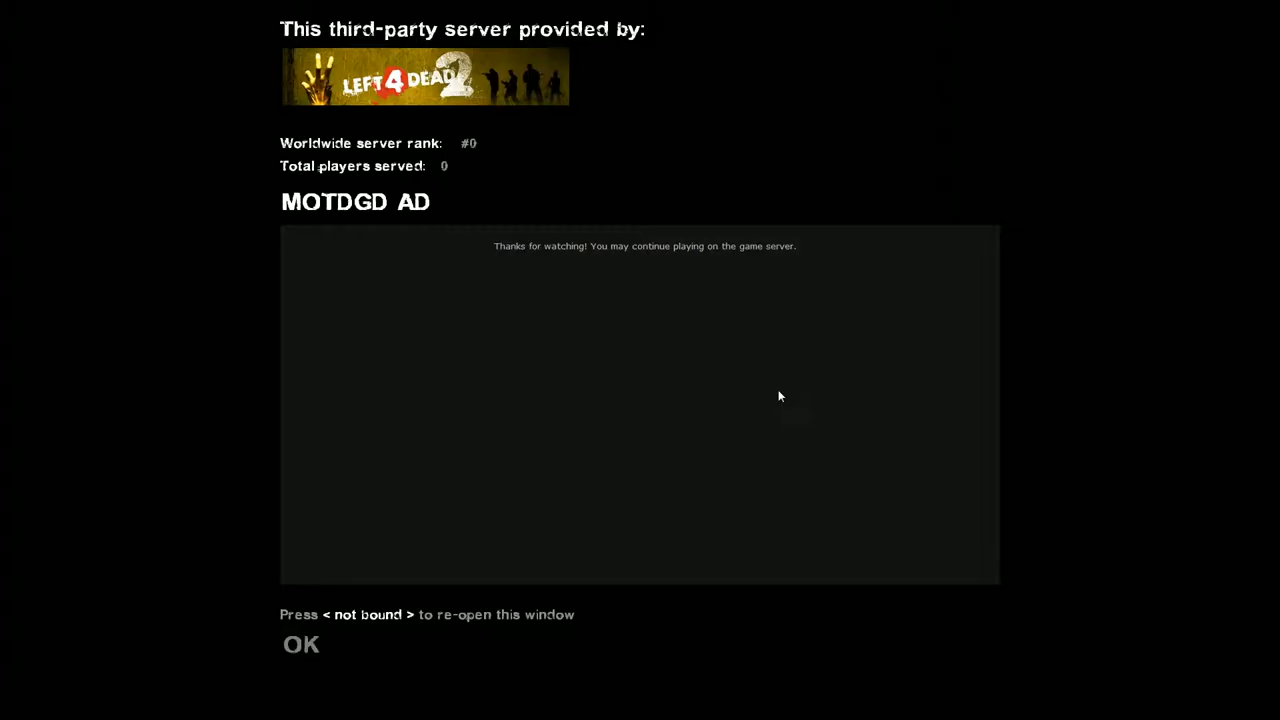 This third-party server provided by:
LEFT 4 DEAD 2
Worldwide server rank: #0
Total players served: 0
MOTDGD AD
Thanks for watching! You may continue playing on the game server.
Press < not bound > to re-open this window
OK